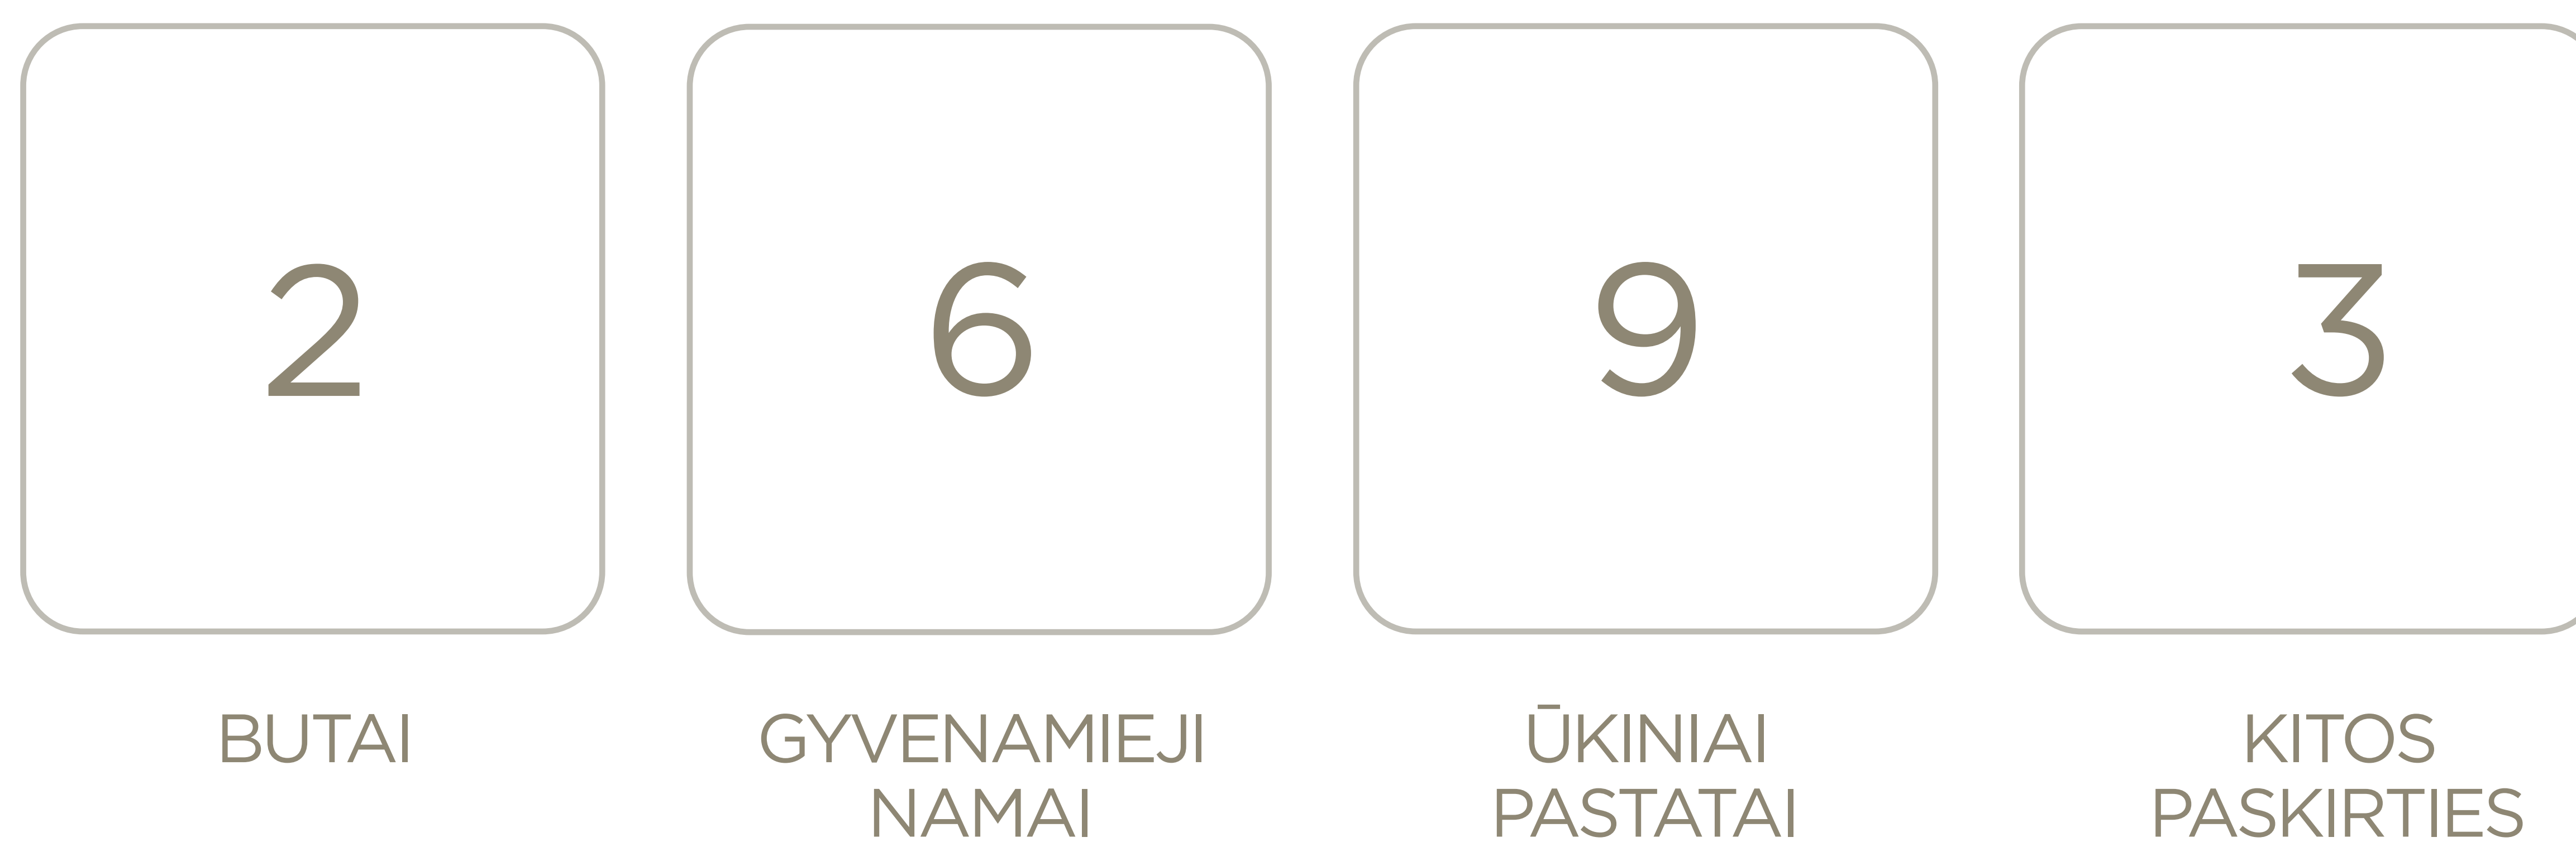 2
6
9
3
BUTAI
GYVENAMIEJI
NAMAI
ŪKINIAI
PASTATAI
KITOS
PASKIRTIES